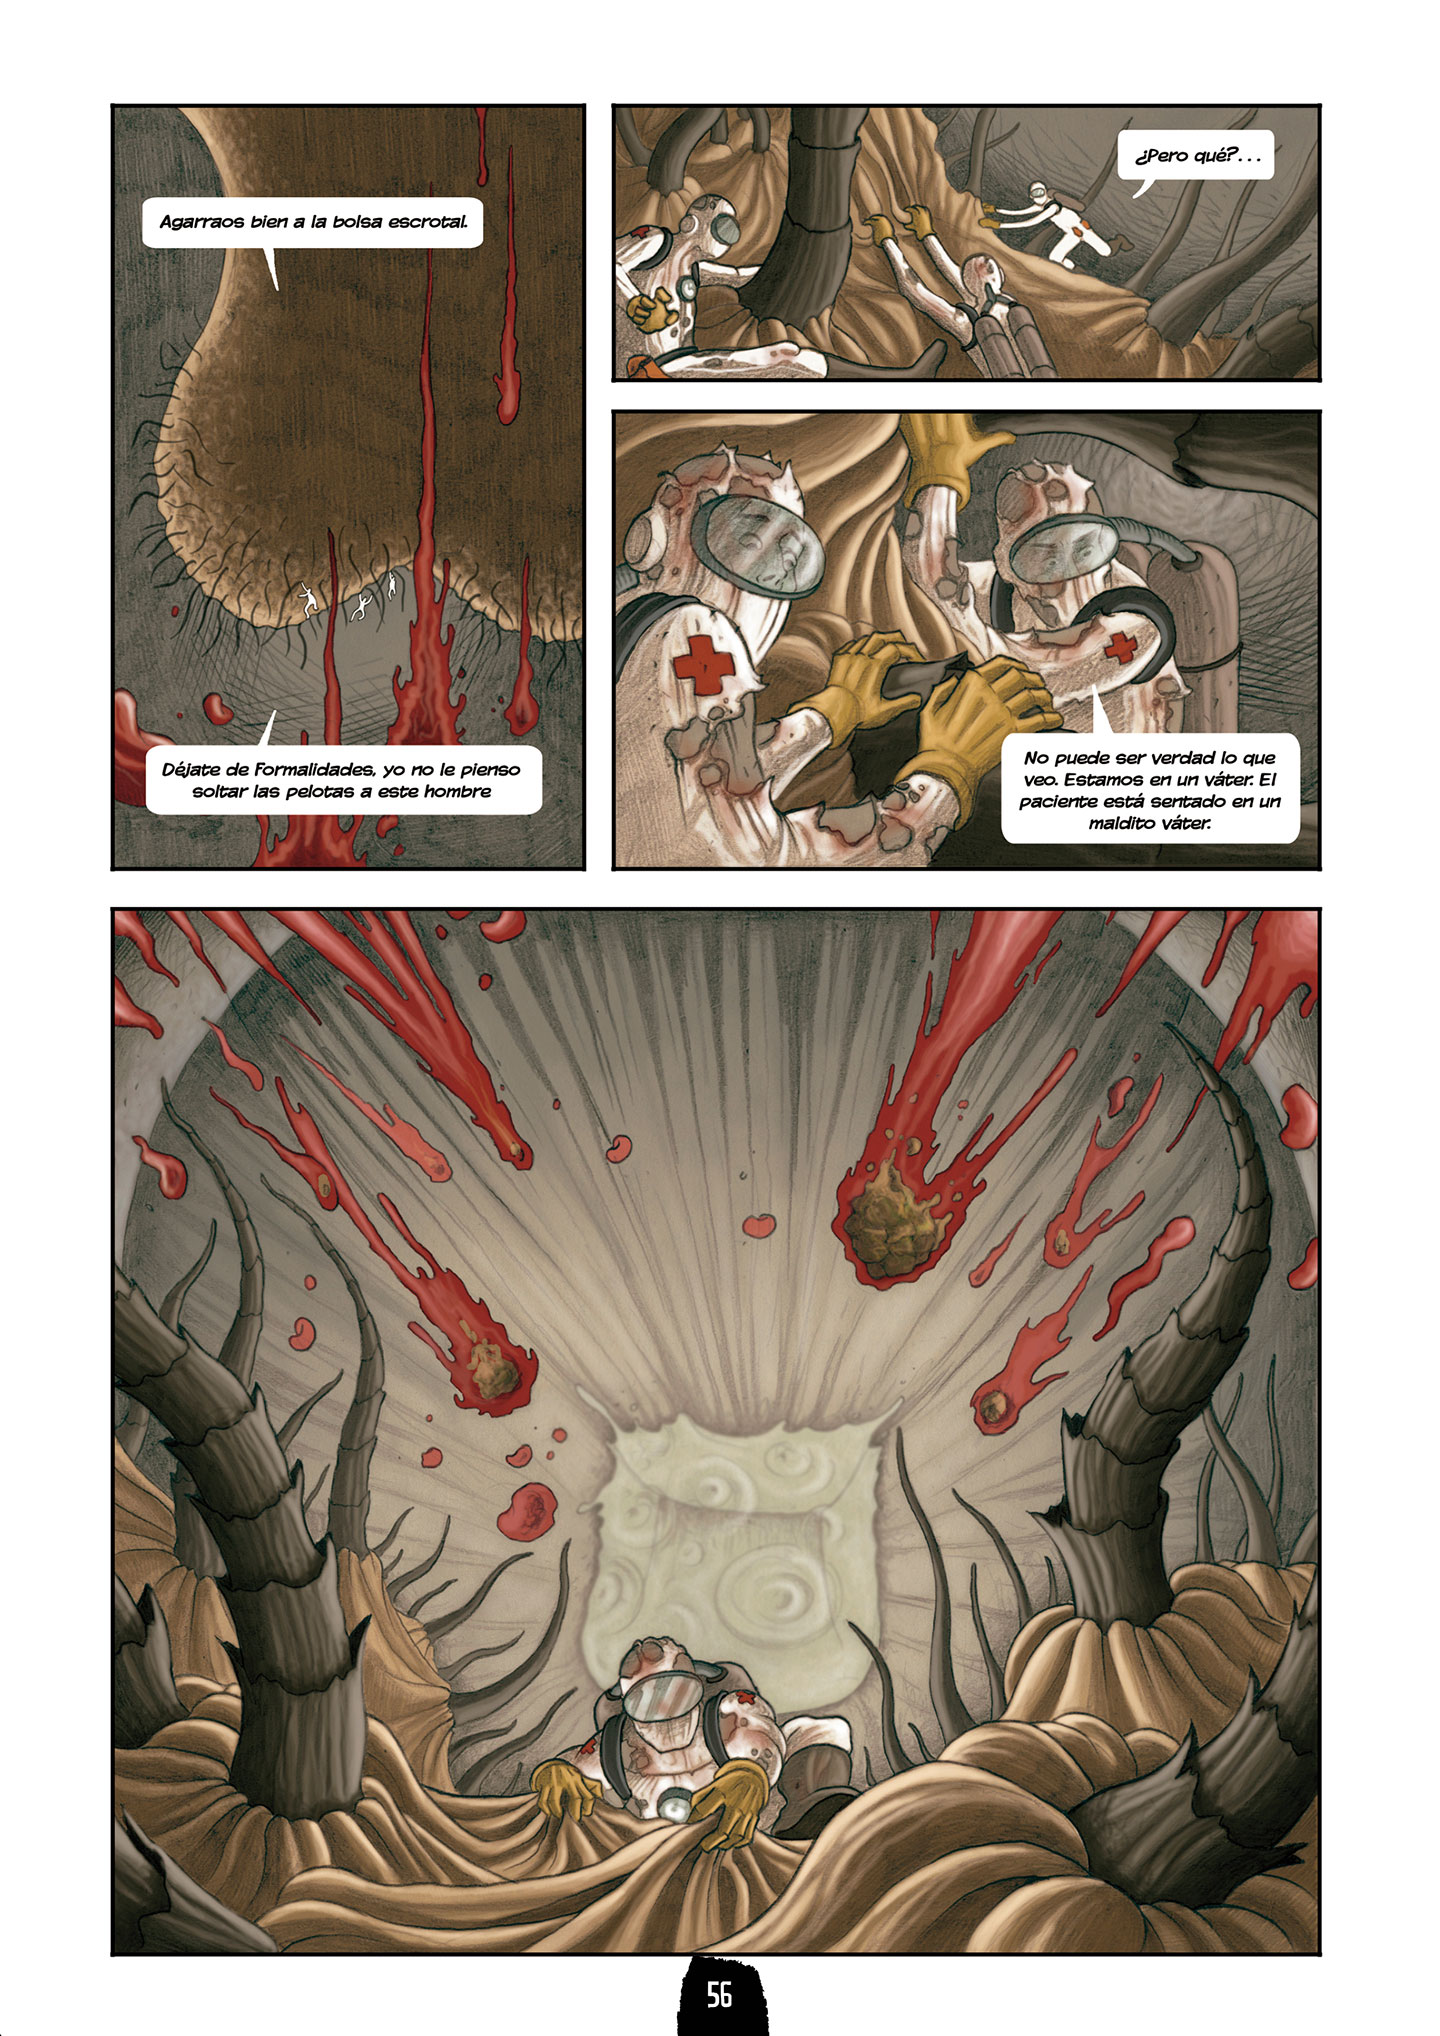 Agarraos bien a la bolsa escrotal.
Déjate de Formalidades, yo no le pienso
soltar las pelotas a este hombre
¿Pero qué?...
No puede ser verdad lo que
veo. Estamos en un váter. El
paciente está sentado en un
maldito váter.
56